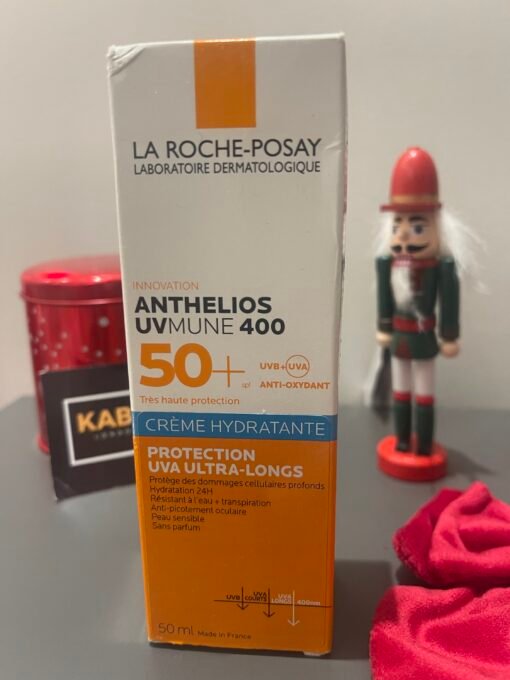 LA ROCHE-POSAY
LABORATOIRE DERMATOLOGIQUE
INNOVATION
ANTHELIOS
UVMUNE 400
50+
spf
UVB+UVA
ANTI-OXYDANT
Très haute protection
CRÈME HYDRATANTE
PROTECTION
UVA ULTRA-LONGS
Protège des dommages cellulaires profonds
Hydratation 24H
Résistant à l'eau + transpiration
Anti-picotement oculaire
Peau sensible
Sans parfum
UVB
UVA COURTS
UVA LONGS
400nm
50 ml Made in France
KAB